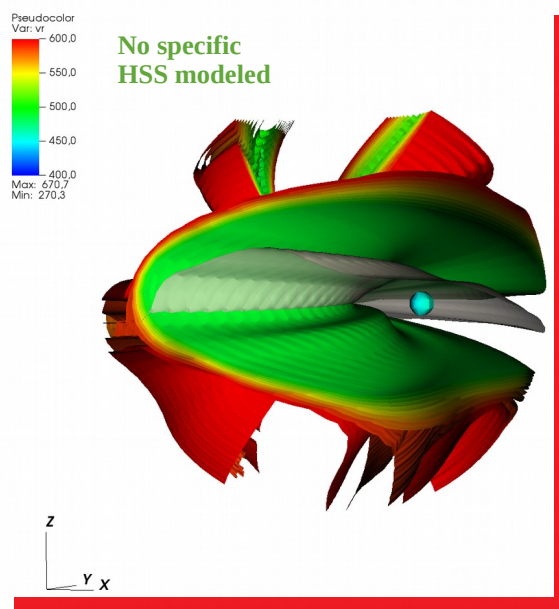 Pseudocolor
Var: vr
600,0
550,0
500,0
450,0
400,0
Max: 670,7
Min: 270,3
No specific
HSS modeled
Z
Y X